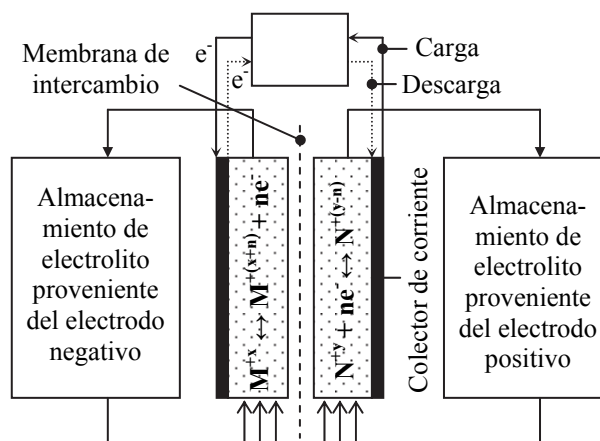 Membrana de
intercambio
e-
e-
Carga
Descarga
Almacena-
miento de
electrolito
proveniente
del electrodo
negativo
M+x ↔ M+(x+n) + ne-
N+y + ne- ↔ N+(y-n)
Colector de corriente
Almacena-
miento de
electrolito
proveniente
del electrodo
positivo